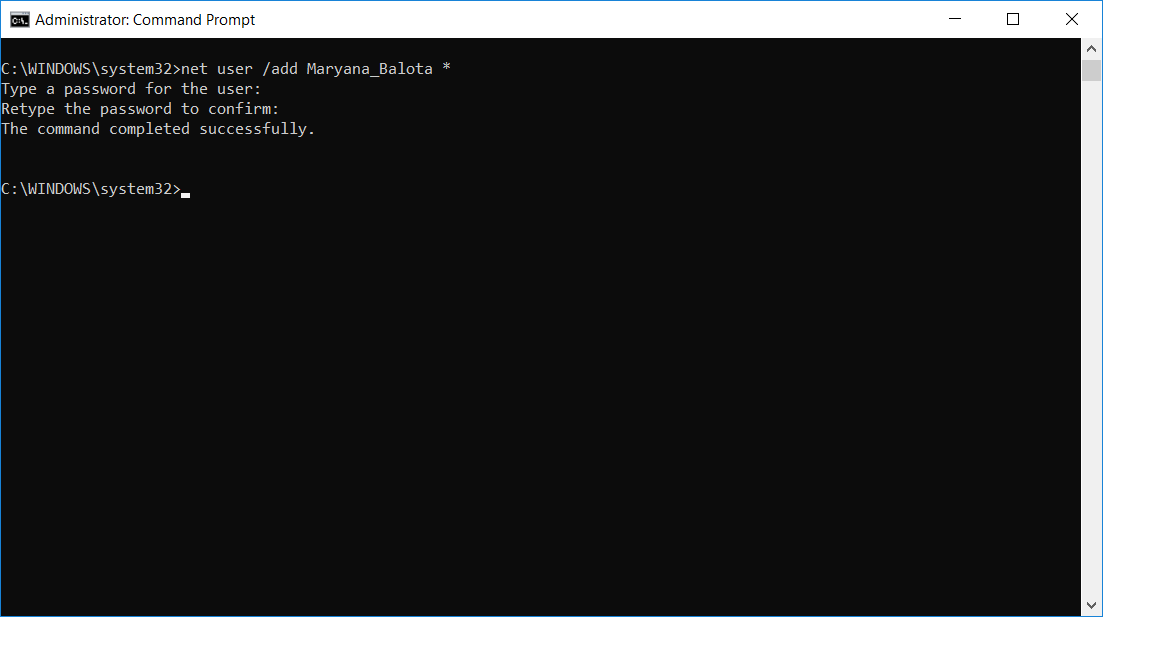 Administrator: Command Prompt
C:\WINDOWS\system32>net user /add Maryana_Balota *
Type a password for the user:
Retype the password to confirm:
The command completed successfully.
C:\WINDOWS\system32>